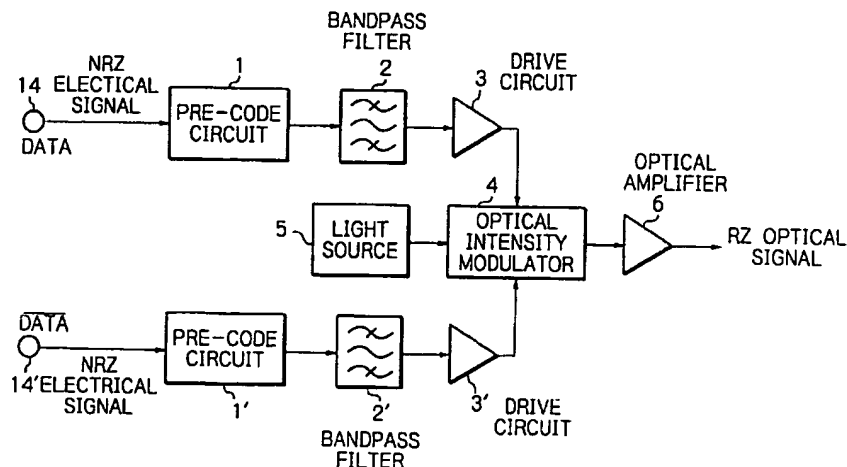 BANDPASS
FILTER
2
DRIVE
CIRCUIT
3
NRZ
ELECTICAL
SIGNAL
14
DATA
1
PRE-CODE
CIRCUIT
OPTICAL
AMPLIFIER
6
5
LIGHT
SOURCE
4
OPTICAL
INTENSITY
MODULATOR
RZ OPTICAL
SIGNAL
DATA
14' ELECTRICAL
NRZ
SIGNAL
PRE-CODE
CIRCUIT
1'
2'
BANDPASS
FILTER
3'
DRIVE
CIRCUIT